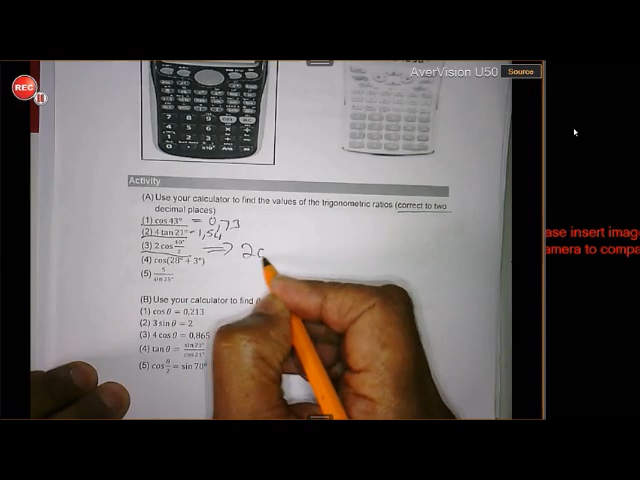 AverVision U50
Source
REC
ase insert imag
amera to compa
Activity
(A) Use your calculator to find the values of the trigonometric ratios (correct to two
decimal places)
(1) cos 43° = 0,73
(2) 4 tan 21° - 1,54
(3) 2 cos 40°/2 ⇒ 2c
(4) cos(28° + 3°)
(5) 5/sin 25°
(B) Use your calculator to find
(1) cos θ = 0,213
(2) 3 sin θ = 2
(3) 4 cos θ = 0,865
(4) tan θ = sin 21°/cos 21°
(5) cos θ/2 = sin 70°